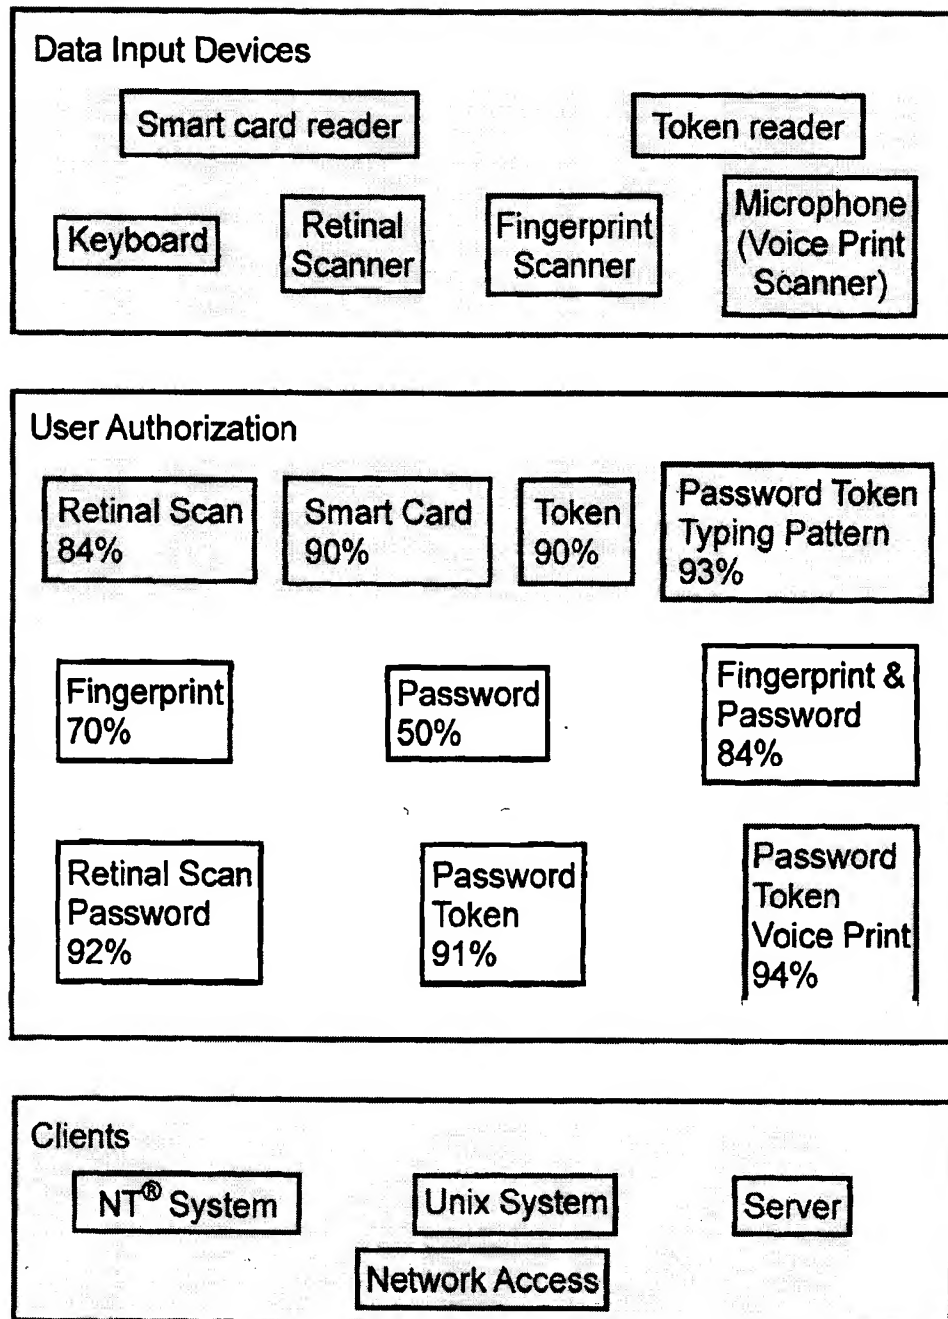 Data Input Devices
Smart card reader
Token reader
Keyboard
Retinal
Scanner
Fingerprint
Scanner
Microphone
(Voice Print
Scanner)
User Authorization
Retinal Scan
84%
Smart Card
90%
Token
90%
Password Token
Typing Pattern
93%
Fingerprint
70%
Password
50%
Fingerprint &
Password
84%
Retinal Scan
Password
92%
Password
Token
91%
Password
Token
Voice Print
94%
Clients
NT® System
Unix System
Server
Network Access